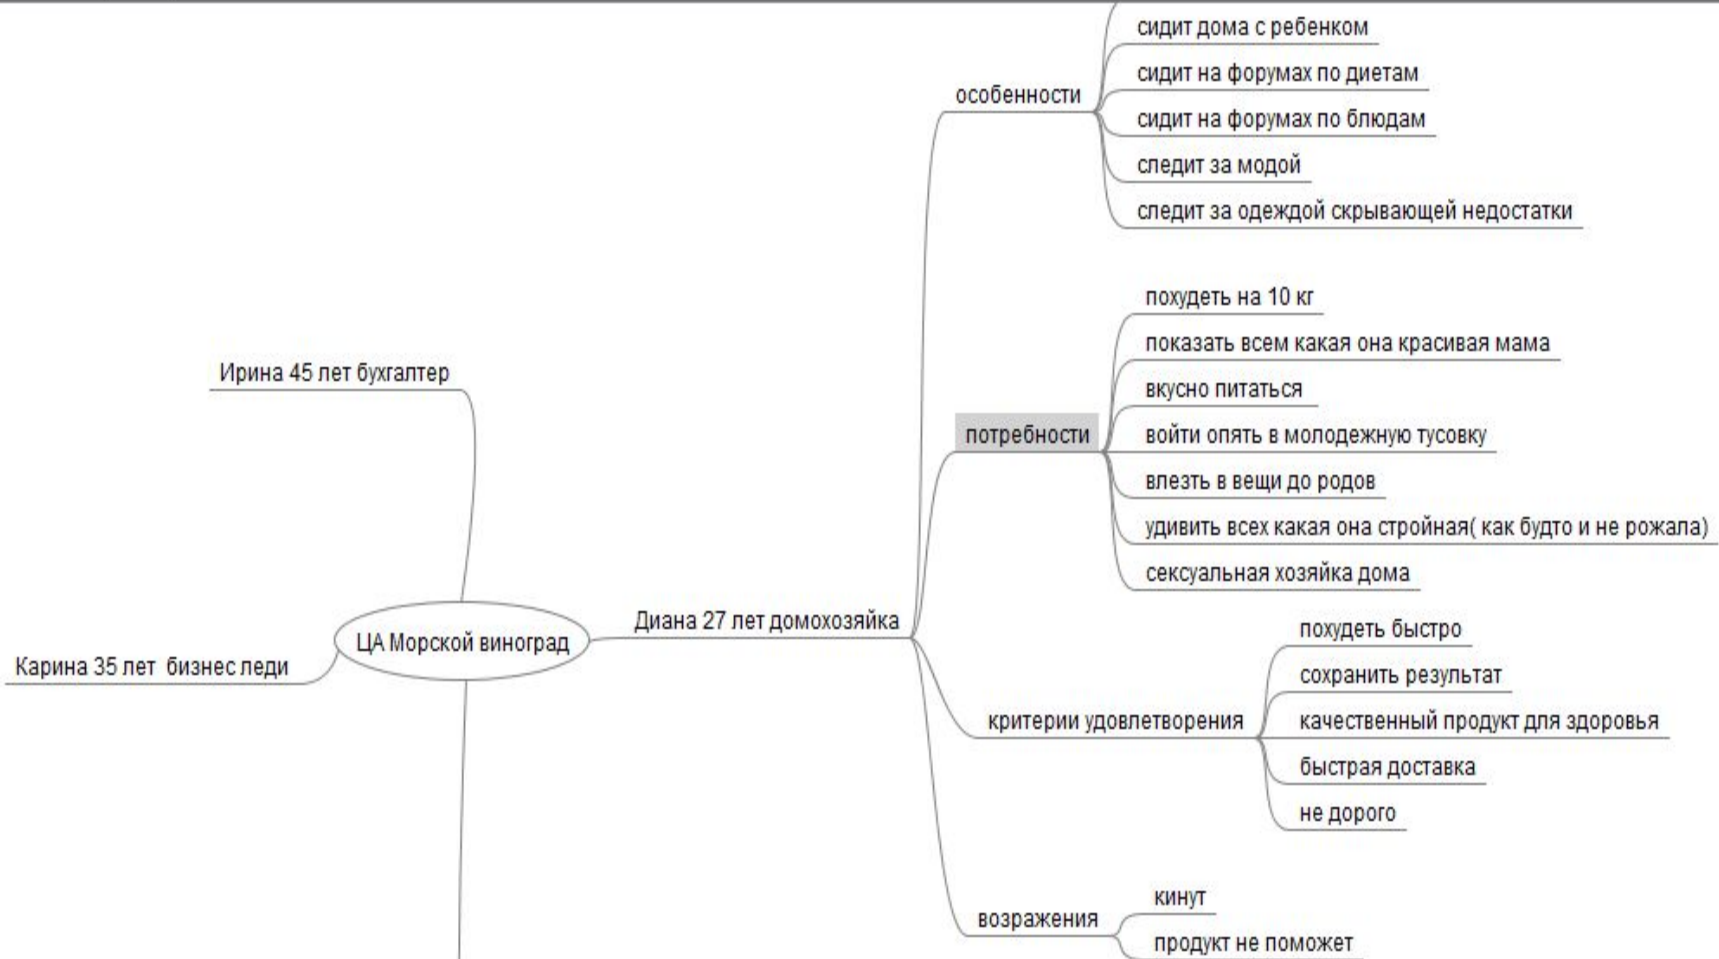 сидит дома с ребенком
сидит на форумах по диетам
особенности
сидит на форумах по блюдам
следит за модой
следит за одеждой скрывающей недостатки
похудеть на 10 кг
показать всем какая она красивая мама
Ирина 45 лет бухгалтер
вкусно питаться
потребности
войти опять в молодежную тусовку
влезть в вещи до родов
удивить всех какая она стройная( как будто и не рожала)
сексуальная хозяйка дома
Диана 27 лет домохозяйка
ЦА Морской виноград
Карина 35 лет бизнес леди
похудеть быстро
сохранить результат
критерии удовлетворения
качественный продукт для здоровья
быстрая доставка
не дорого
кинут
возражения
продукт не поможет